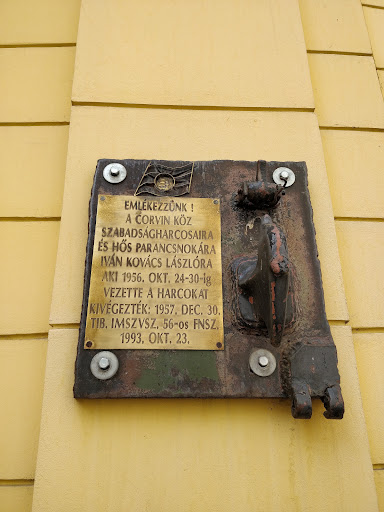 EMLÉKEZZÜNK !
A CORVIN KÖZ
SZABADSÁGHARCOSAIRA
ÉS HŐS PARANCSNOKÁRA
IVÁN KOVÁCS LÁSZLÓRA
AKI 1956. OKT. 24-30-ig
VEZETTE A HARCOKAT
KIVÉGEZTÉK: 1957. DEC. 30.
TIB. IMSZVSZ, 56-os FNSZ.
1993. OKT. 23.